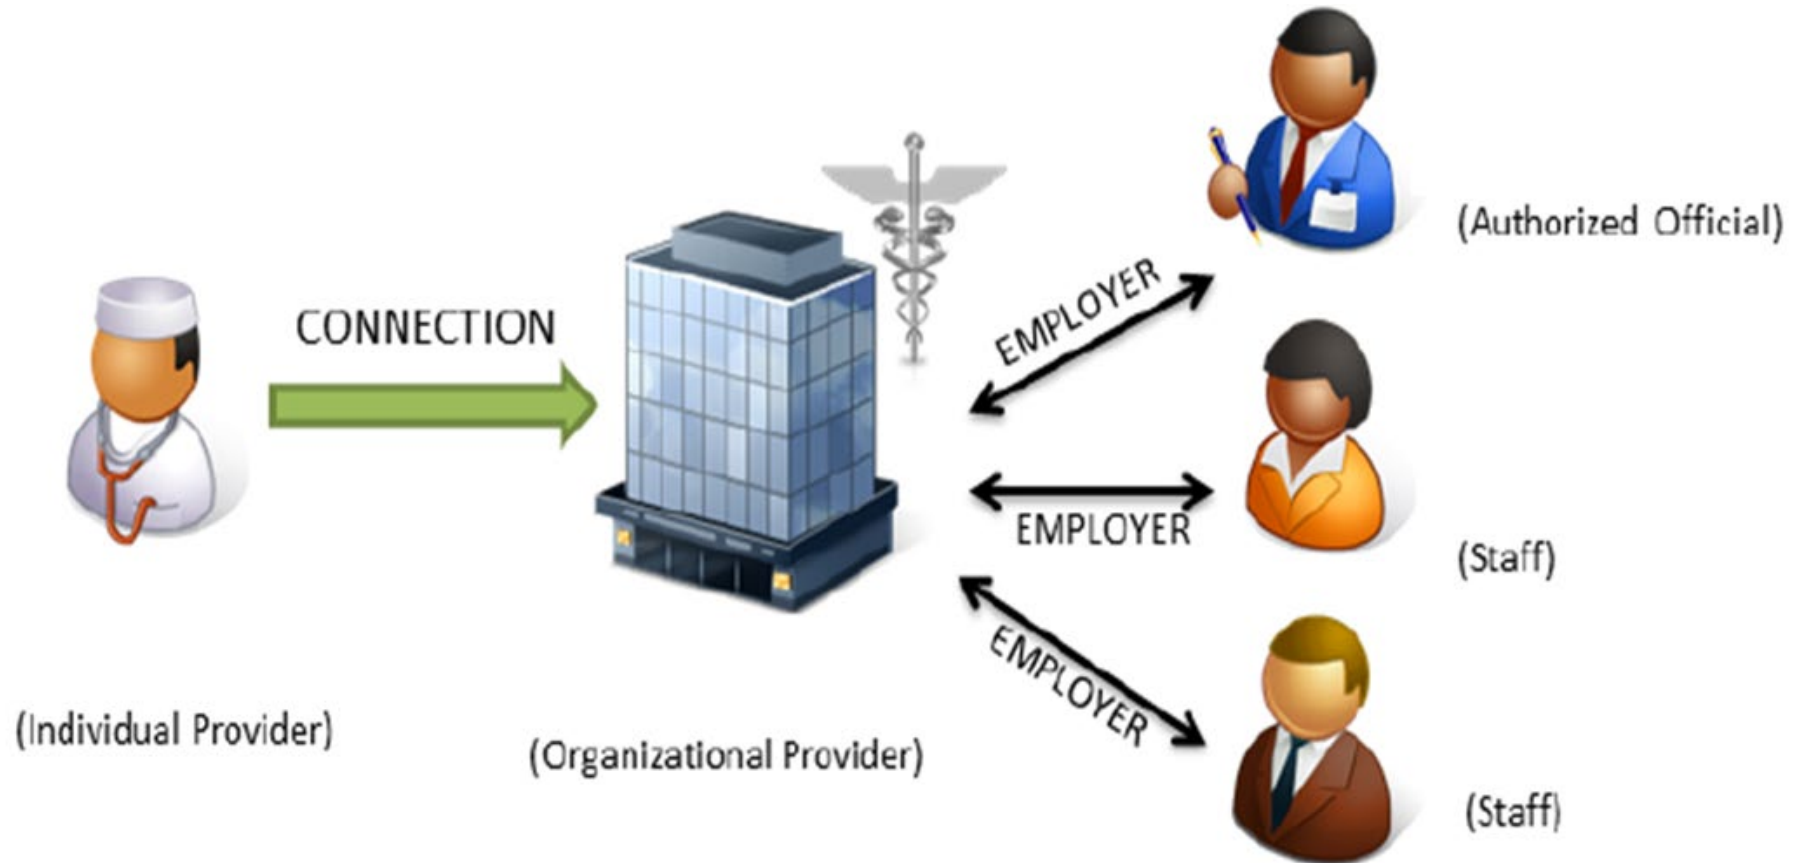 CONNECTION
EMPLOYER
(Authorized Official)
EMPLOYER
(Staff)
EMPLOYER
(Individual Provider)
(Organizational Provider)
(Staff)